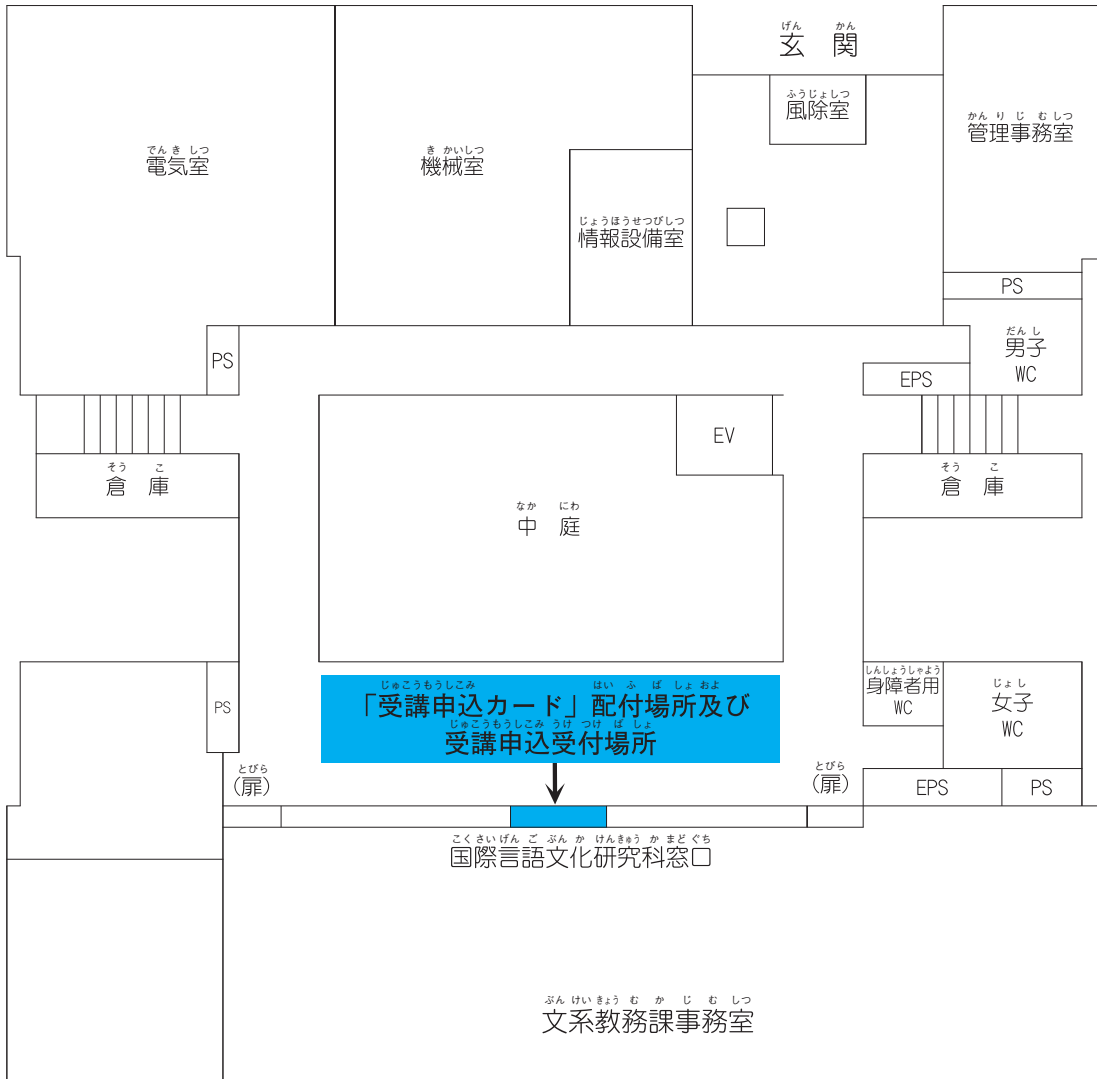 げん かん
玄 関
ふうじょしつ
風除室
かんりじむしつ
管理事務室
でんきしつ
電気室
きかいしつ
機械室
じょうほうせつびしつ
情報設備室
PS
だんし
男子
WC
PS
EPS
EV
そう こ
倉 庫
そう こ
倉 庫
なか にわ
中 庭
しんしょうしゃよう
身障者用
WC
じょし
女子
WC
PS
じゅこうもうしこみ はいふばしょおよ
「受講申込カード」配付場所及び
じゅこうもうしこみうけつけばしょ
受講申込受付場所
とびら
(扉)
とびら
(扉)
EPS
PS
こくさいげんごぶんかけんきゅうかまどぐち
国際言語文化研究科窓口
ぶんけいきょうむかじむしつ
文系教務課事務室